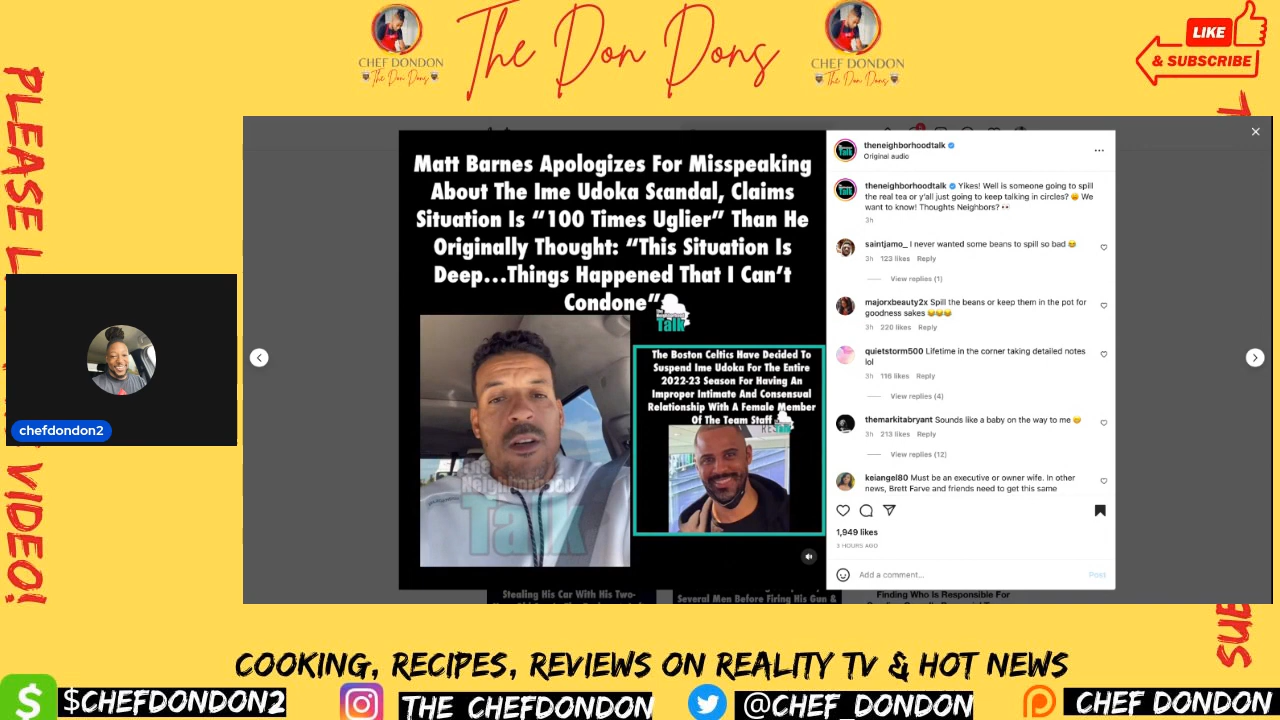 CHEF DONDON
The Don Dons
The Don Dons
CHEF DONDON
The Don Dons
LIKE
& SUBSCRIBE
PLEASE L
VIDEO!
chefdondon2
Matt Barnes Apologizes For Misspeaking
About The Ime Udoka Scandal, Claims
Situation Is “100 Times Uglier” Than He
Originally Thought: “This Situation Is
Deep...Things Happened That I Can’t
Condone”
The Neighborhood
Talk
The
Neighborhood
Talk
The Boston Celtics Have Decided To
Suspend Ime Udoka For The Entire
2022-23 Season For Having An
Improper Intimate And Consensual
Relationship With A Female Member
Of The Team Staff
theneighborhoodtalk
Original audio
theneighborhoodtalk Yikes! Well is someone going to spill
the real tea or y'all just going to keep talking in circles? 😩 We
want to know! Thoughts Neighbors? 👀
3h
saintjamo_ I never wanted some beans to spill so bad 😂
3h 123 likes Reply
View replies (1)
majorxbeauty2x Spill the beans or keep them in the pot for
goodness sakes 😂😂😂
3h 220 likes Reply
quietstorm500 Lifetime in the corner taking detailed notes
lol
3h 116 likes Reply
View replies (4)
themarkitabryant Sounds like a baby on the way to me 😊
3h 213 likes Reply
View replies (12)
keiangel80 Must be an executive or owner wife. In other
news, Brett Farve and friends need to get this same
1,949 likes
3 HOURS AGO
Add a comment...
Post
Stealing His Car With His Two-
Several Men Before Firing His Gun &
Finding Who Is Responsible For
COOKING, RECIPES, REVIEWS ON REALITY TV & HOT NEWS
$CHEFDONDON2
THE CHEFDONDON
@CHEF_DONDON
CHEF DONDON